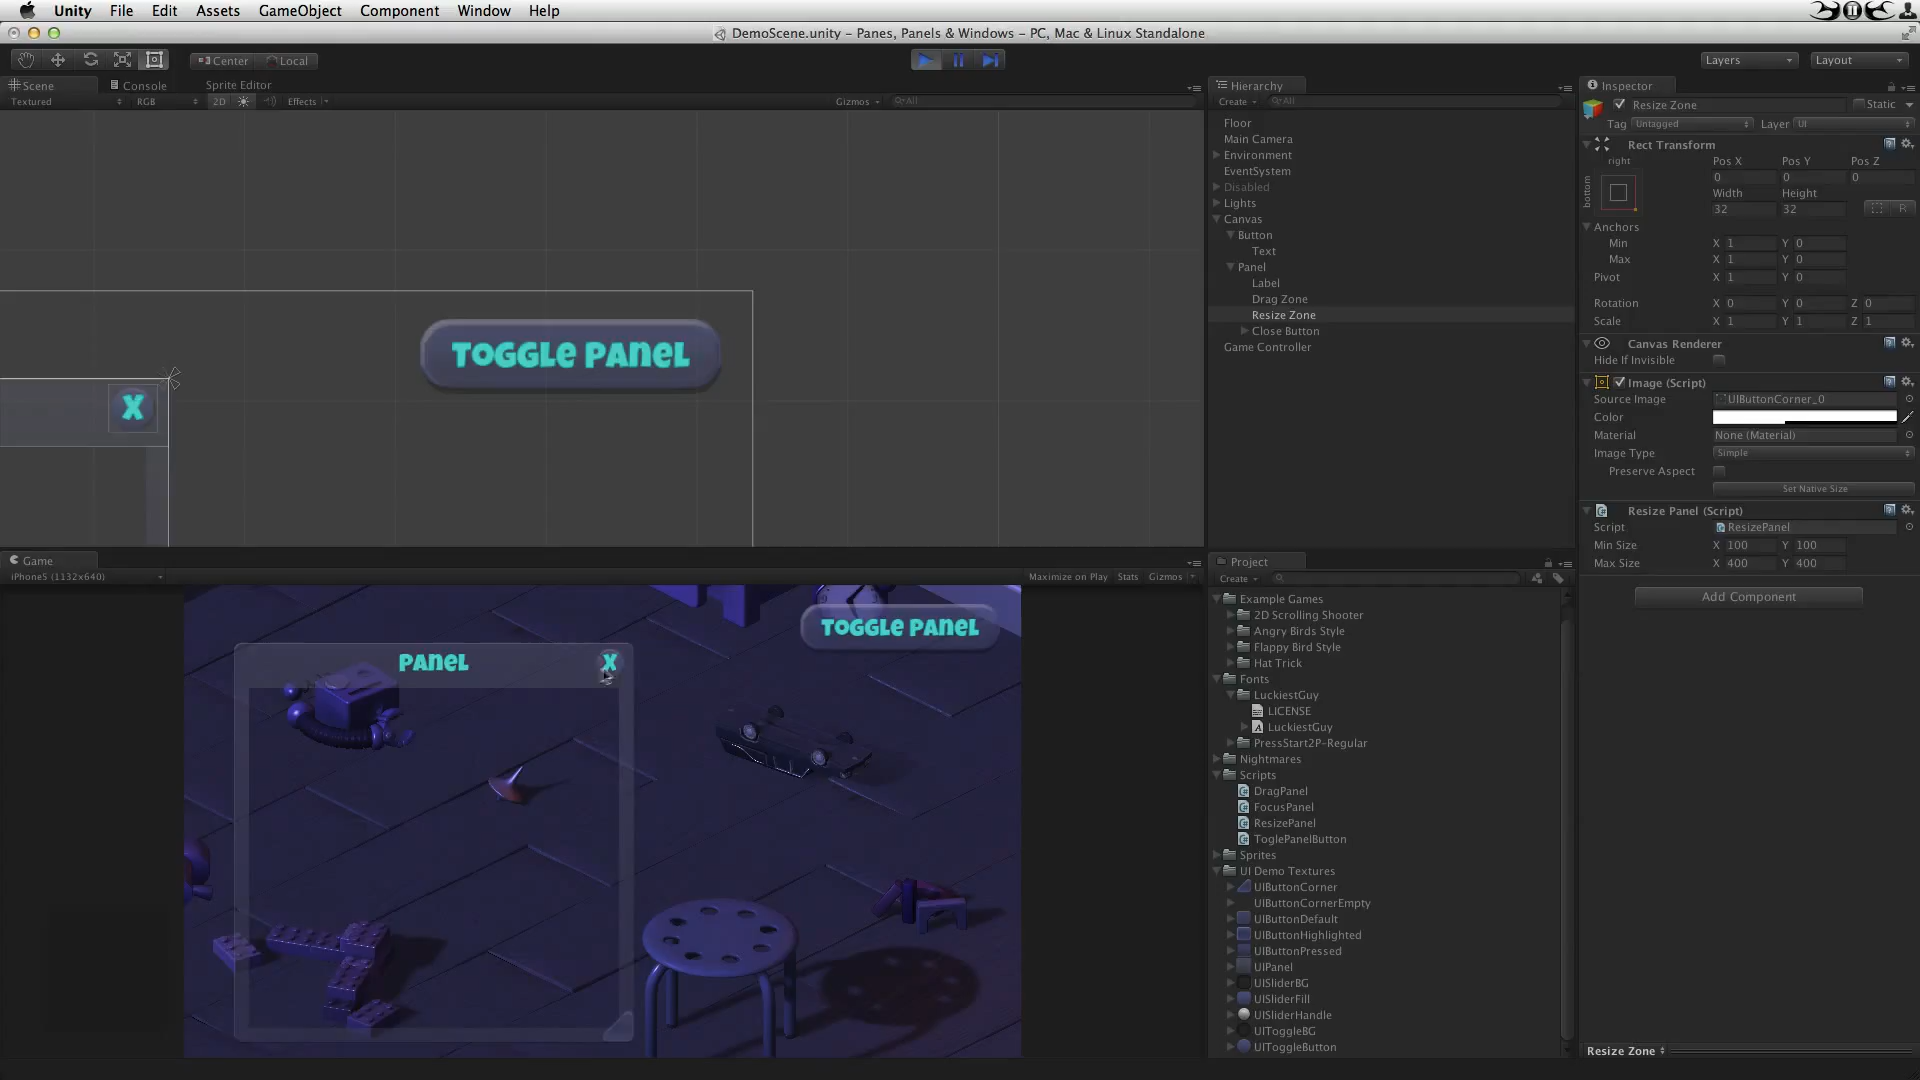 Unity File Edit Assets GameObject Component Window Help
DemoScene.unity – Panes, Panels & Windows – PC, Mac & Linux Standalone
Center Local
Layers Layout
Scene Console Sprite Editor
Textured RGB 2D Effects Gizmos All
TOGGLE PANEL
X
Game
iPhone5 (1132x640) Maximize on Play Stats Gizmos
TOGGLE PANEL
PANEL X
Hierarchy
Create All
Floor
Main Camera
Environment
EventSystem
Disabled
Lights
Canvas
Button
Text
Panel
Label
Drag Zone
Resize Zone
Close Button
Game Controller
Project
Create
Example Games
2D Scrolling Shooter
Angry Birds Style
Flappy Bird Style
Hat Trick
Fonts
LuckiestGuy
LICENSE
LuckiestGuy
PressStart2P-Regular
Nightmares
Scripts
DragPanel
FocusPanel
ResizePanel
ToglePanelButton
Sprites
UI Demo Textures
UIButtonCorner
UIButtonCornerEmpty
UIButtonDefault
UIButtonHighlighted
UIButtonPressed
UIPanel
UISliderBG
UISliderFill
UISliderHandle
UIToggleBG
UIToggleButton
Inspector
Resize Zone Static
Tag Untagged Layer UI
Rect Transform
right Pos X Pos Y Pos Z
bottom 0 0 0
Width Height
32 32 R
Anchors
Min X 1 Y 0
Max X 1 Y 0
Pivot X 1 Y 0
Rotation X 0 Y 0 Z 0
Scale X 1 Y 1 Z 1
Canvas Renderer
Hide If Invisible
Image (Script)
Source Image UIButtonCorner_0
Color
Material None (Material)
Image Type Simple
Preserve Aspect
Set Native Size
Resize Panel (Script)
Script ResizePanel
Min Size X 100 Y 100
Max Size X 400 Y 400
Add Component
Resize Zone